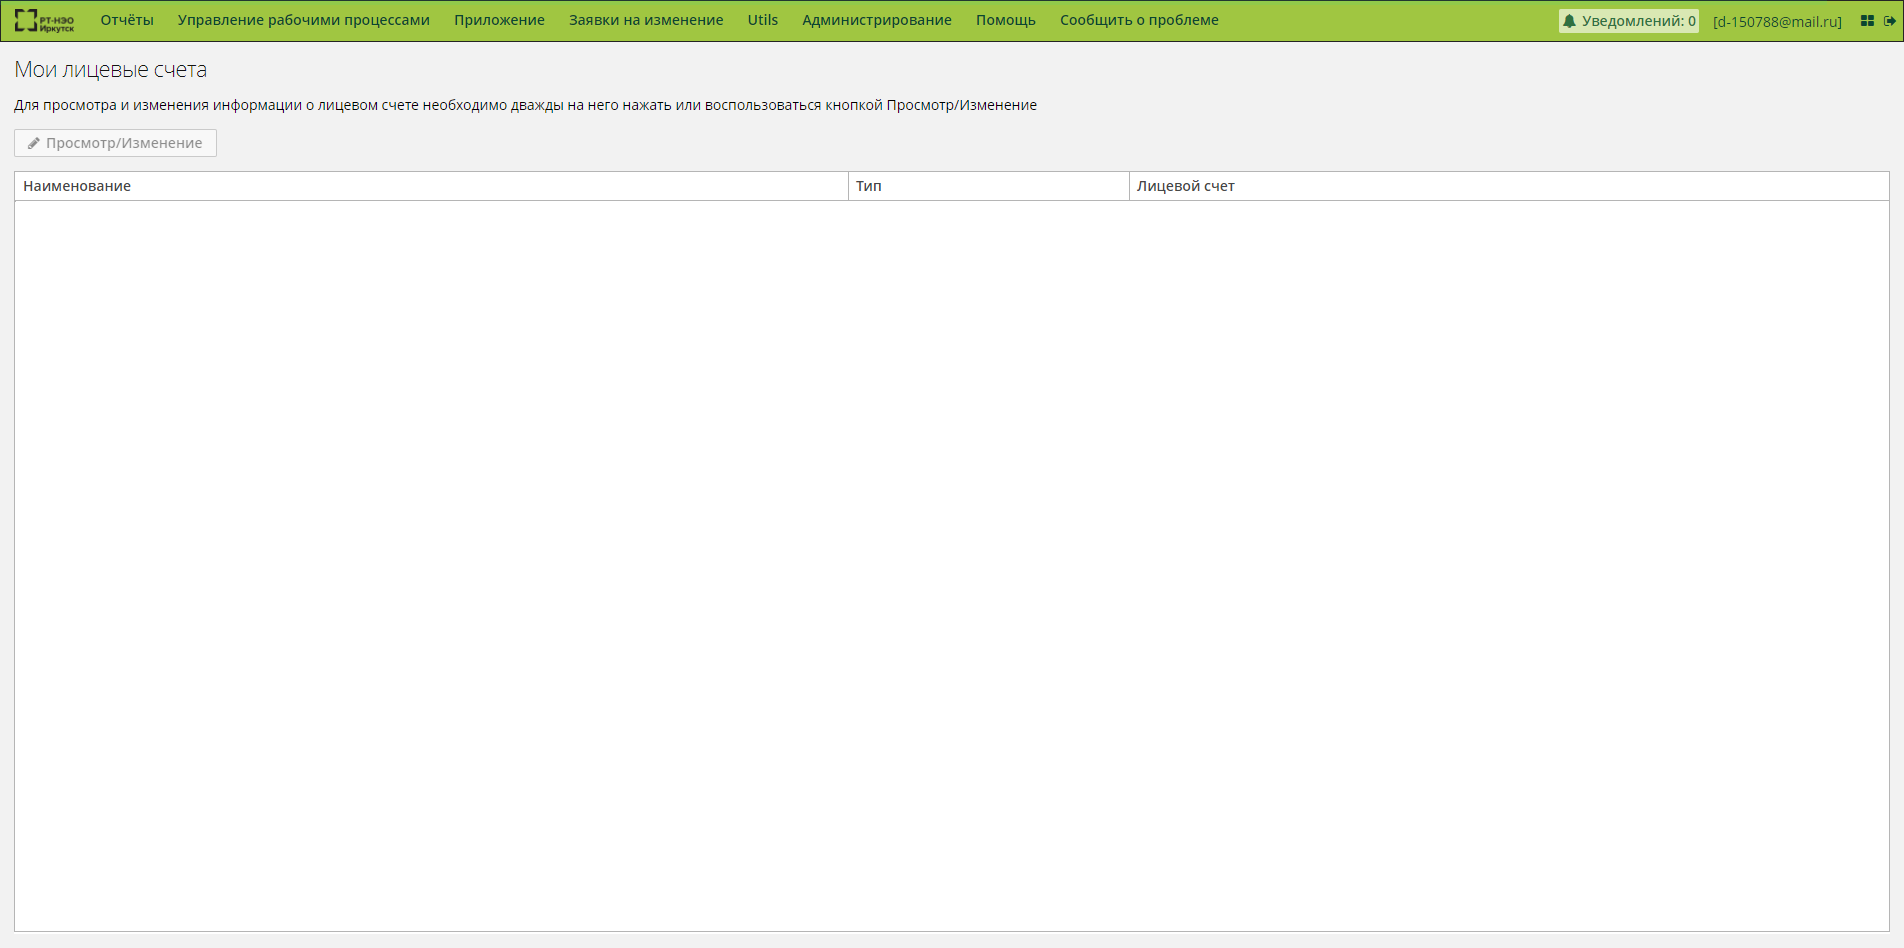 РТ-НЭО
Иркутск
Отчёты Управление рабочими процессами Приложение Заявки на изменение Utils Администрирование Помощь Сообщить о проблеме Уведомлений: 0 [d-150788@mail.ru]
Мои лицевые счета
Для просмотра и изменения информации о лицевом счете необходимо дважды на него нажать или воспользоваться кнопкой Просмотр/Изменение
Просмотр/Изменение
Наименование Тип Лицевой счет